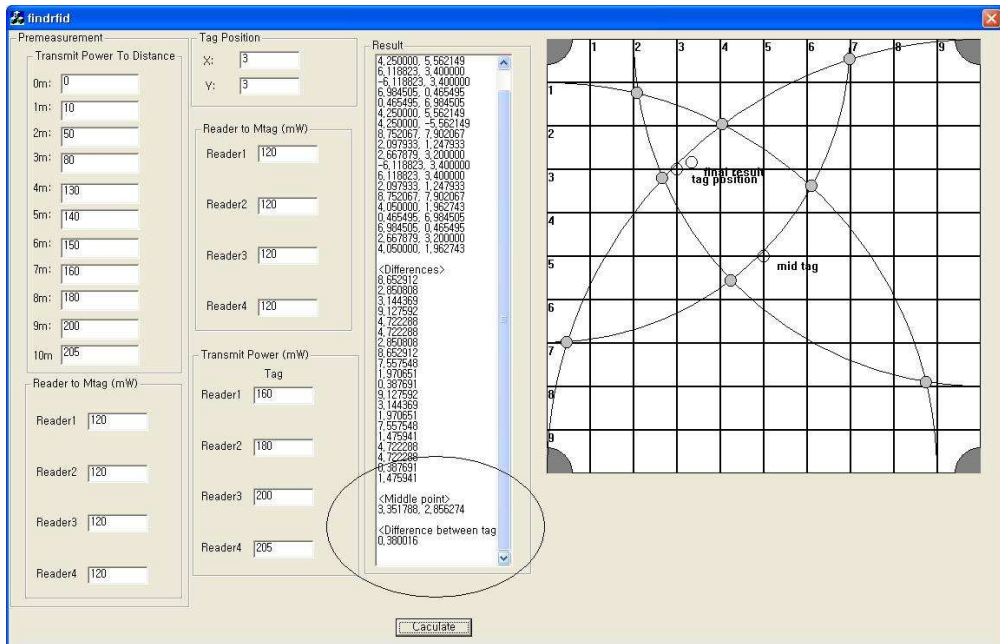 findrfid
Premeasurement
Transmit Power To Distance
0m: 0
1m: 10
2m: 50
3m: 80
4m: 130
5m: 140
6m: 150
7m: 160
8m: 180
9m: 200
10m 205
Reader to Mtag (mW)
Reader1 120
Reader2 120
Reader3 120
Reader4 120
Tag Position
X: 3
Y: 3
Reader to Mtag (mW)
Reader1 120
Reader2 120
Reader3 120
Reader4 120
Transmit Power (mW)
Tag
Reader1 160
Reader2 180
Reader3 200
Reader4 205
Result
4,250000, 5,562149
6,118823, 3,400000
-6,118823, 3,400000
6,984505, 0,465495
0,465495, 6,984505
4,250000, 5,562149
4,250000, -5,562149
8,752067, 7,902067
2,097933, 1,247933
2,667879, 3,200000
-6,118823, 3,400000
6,118823, 3,400000
2,097933, 1,247933
8,752067, 7,902067
4,050000, 1,962743
0,465495, 6,984505
6,984505, 0,465495
2,667879, 3,200000
4,050000, 1,962743
<Differences>
8,652912
2,850808
3,144369
9,127592
4,722288
4,722288
2,850808
8,652912
7,557548
1,970651
0,387691
9,127592
3,144369
1,970651
7,557548
1,475941
4,722288
4,722288
0,387691
1,475941
<Middle point>
3,351788, 2,856274
<Difference between tag
0,380016
Caculate
1 2 3 4 5 6 7 8 9
1
2
3
4
5
6
7
8
9
final result
tag position
mid tag